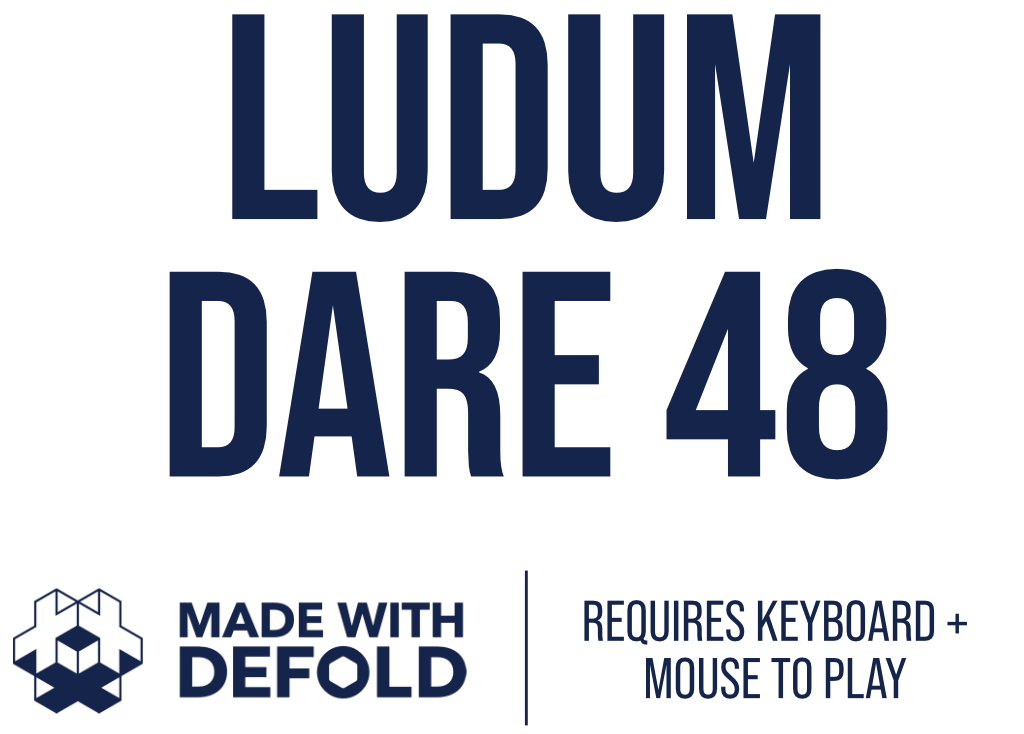 LUDUM
DARE 48
MADE WITH
DEFOLD
REQUIRES KEYBOARD +
MOUSE TO PLAY